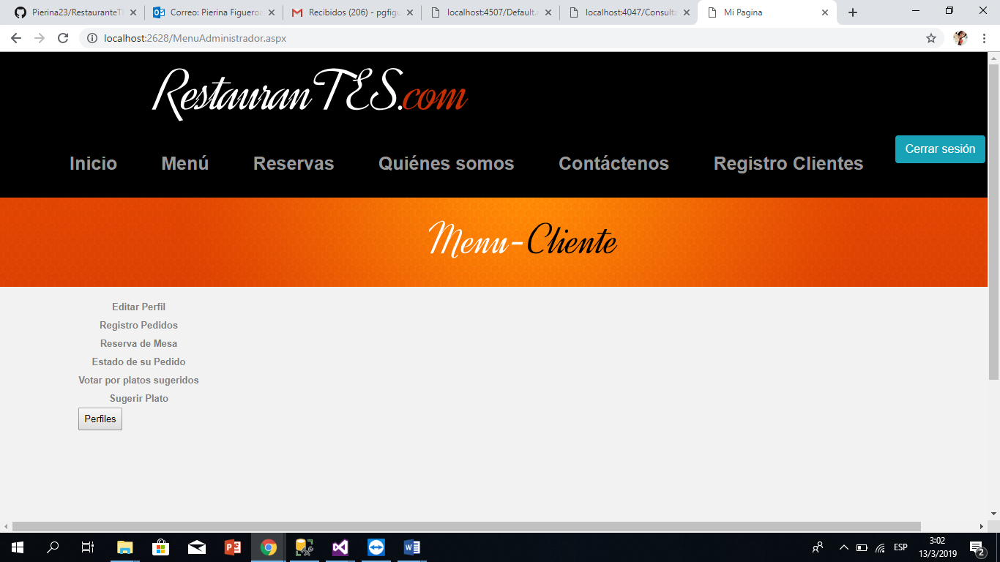 Pierina23/RestauranteT
Correo: Pierina Figueroa
Recibidos (206) - pgfigu
localhost:4507/Default.a
localhost:4047/Consulta
Mi Pagina
localhost:2628/MenuAdministrador.aspx
RestauranTES.com
Cerrar sesión
Inicio Menú Reservas Quiénes somos Contáctenos Registro Clientes
Menu-Cliente
Editar Perfil
Registro Pedidos
Reserva de Mesa
Estado de su Pedido
Votar por platos sugeridos
Sugerir Plato
Perfiles
ESP
3:02
13/3/2019
2